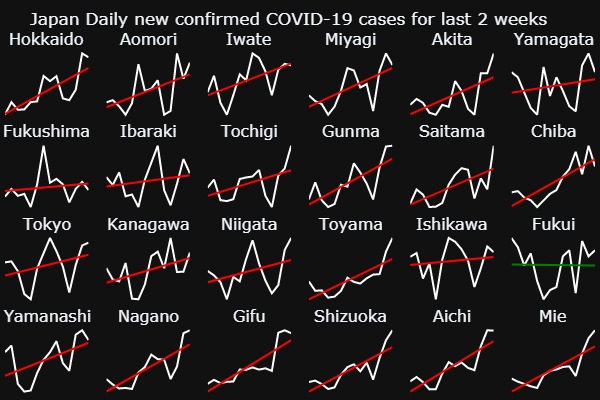 Japan Daily new confirmed COVID-19 cases for last 2 weeks
Hokkaido Aomori Iwate Miyagi Akita Yamagata
Fukushima Ibaraki Tochigi Gunma Saitama Chiba
Tokyo Kanagawa Niigata Toyama Ishikawa Fukui
Yamanashi Nagano Gifu Shizuoka Aichi Mie